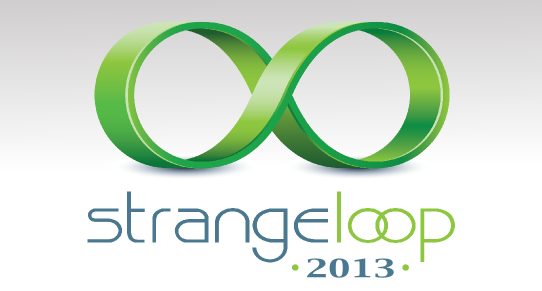 strangeloop
• 2013 •